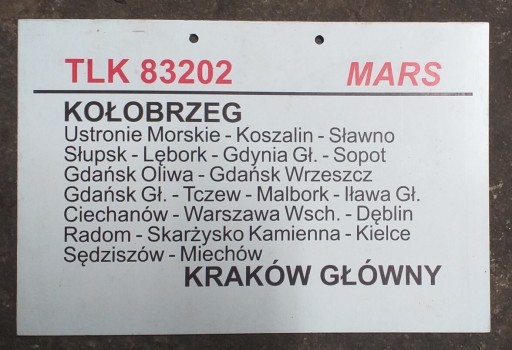 TLK 83202 MARS
KOŁOBRZEG
Ustronie Morskie - Koszalin - Sławno
Słupsk - Lębork - Gdynia Gł. - Sopot
Gdańsk Oliwa - Gdańsk Wrzeszcz
Gdańsk Gł. - Tczew - Malbork - Iława Gł.
Ciechanów - Warszawa Wsch. - Dęblin
Radom - Skarżysko Kamienna - Kielce
Sędziszów - Miechów
KRAKÓW GŁÓWNY